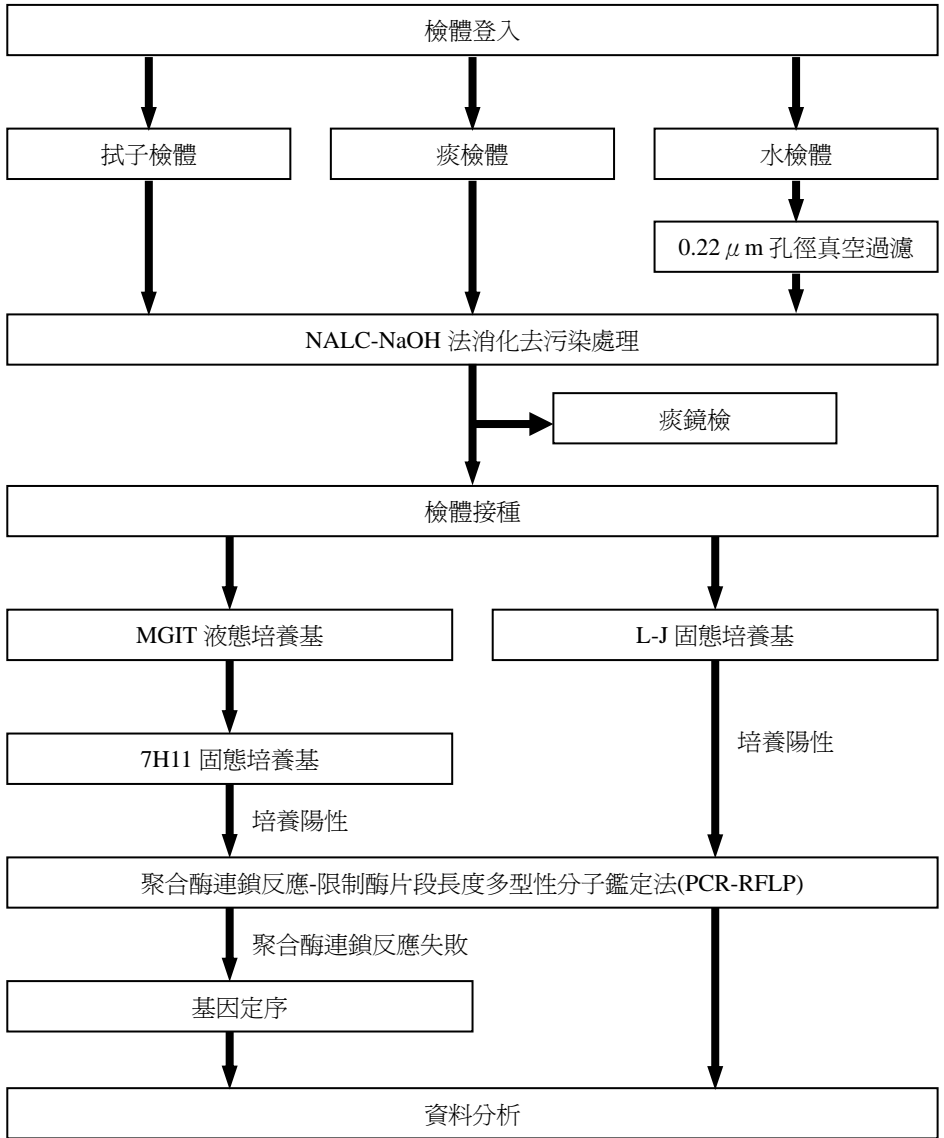 檢體登入
拭子檢體
痰檢體
水檢體
0.22 μm 孔徑真空過濾
NALC-NaOH 法消化去污染處理
痰鏡檢
檢體接種
MGIT 液態培養基
L-J 固態培養基
7H11 固態培養基
培養陽性
培養陽性
聚合酶連鎖反應-限制酶片段長度多型性分子鑑定法(PCR-RFLP)
聚合酶連鎖反應失敗
基因定序
資料分析